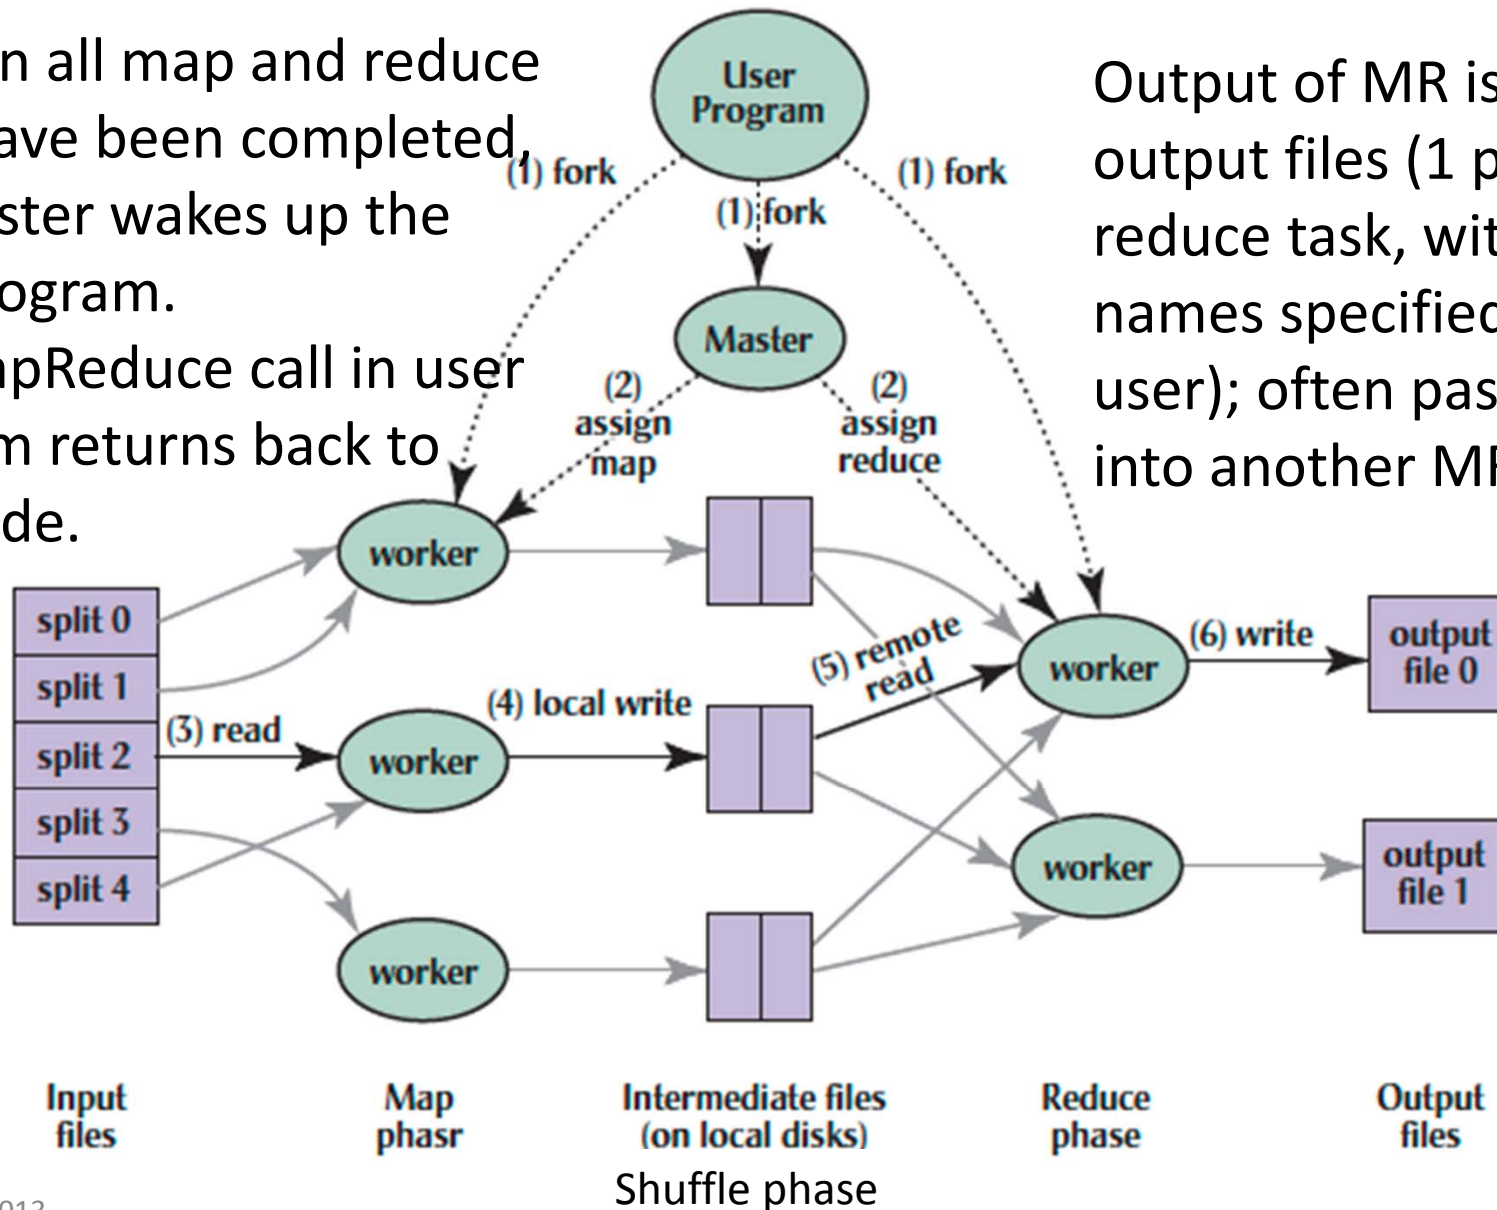 n all map and reduce
ave been completed,
ster wakes up the
ogram.
apReduce call in user
m returns back to
de.
Output of MR is
output files (1 p
reduce task, wit
names specified
user); often pas
into another MR
User
Program
(1) fork
(1) fork
(1) fork
Master
(2)
assign
map
(2)
assign
reduce
worker
split 0
split 1
split 2
split 3
split 4
(3) read
worker
(4) local write
(5) remote
read
worker
(6) write
output
file 0
worker
output
file 1
worker
Input
files
Map
phasr
Intermediate files
(on local disks)
Reduce
phase
Output
files
Shuffle phase